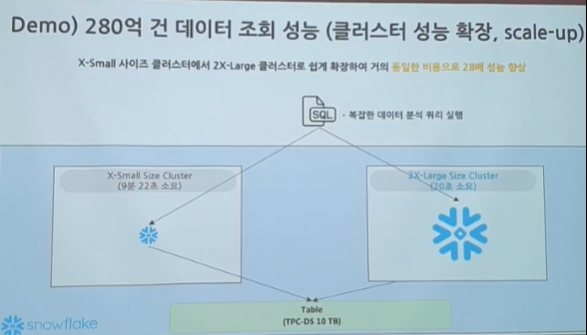 Demo) 280억 건 데이터 조회 성능 (클러스터 성능 확장, scale-up)
X-Small 사이즈 클러스터에서 2X-Large 클러스터로 쉽게 확장하여 거의 동일한 비용으로 28배 성능 향상
SQL · 복잡한 데이터 분석 쿼리 실행
X-Small Size Cluster
(9분 22초 소요)
2X-Large Size Cluster
(20초 소요)
Table
(TPC-DS 10 TB)
snowflake